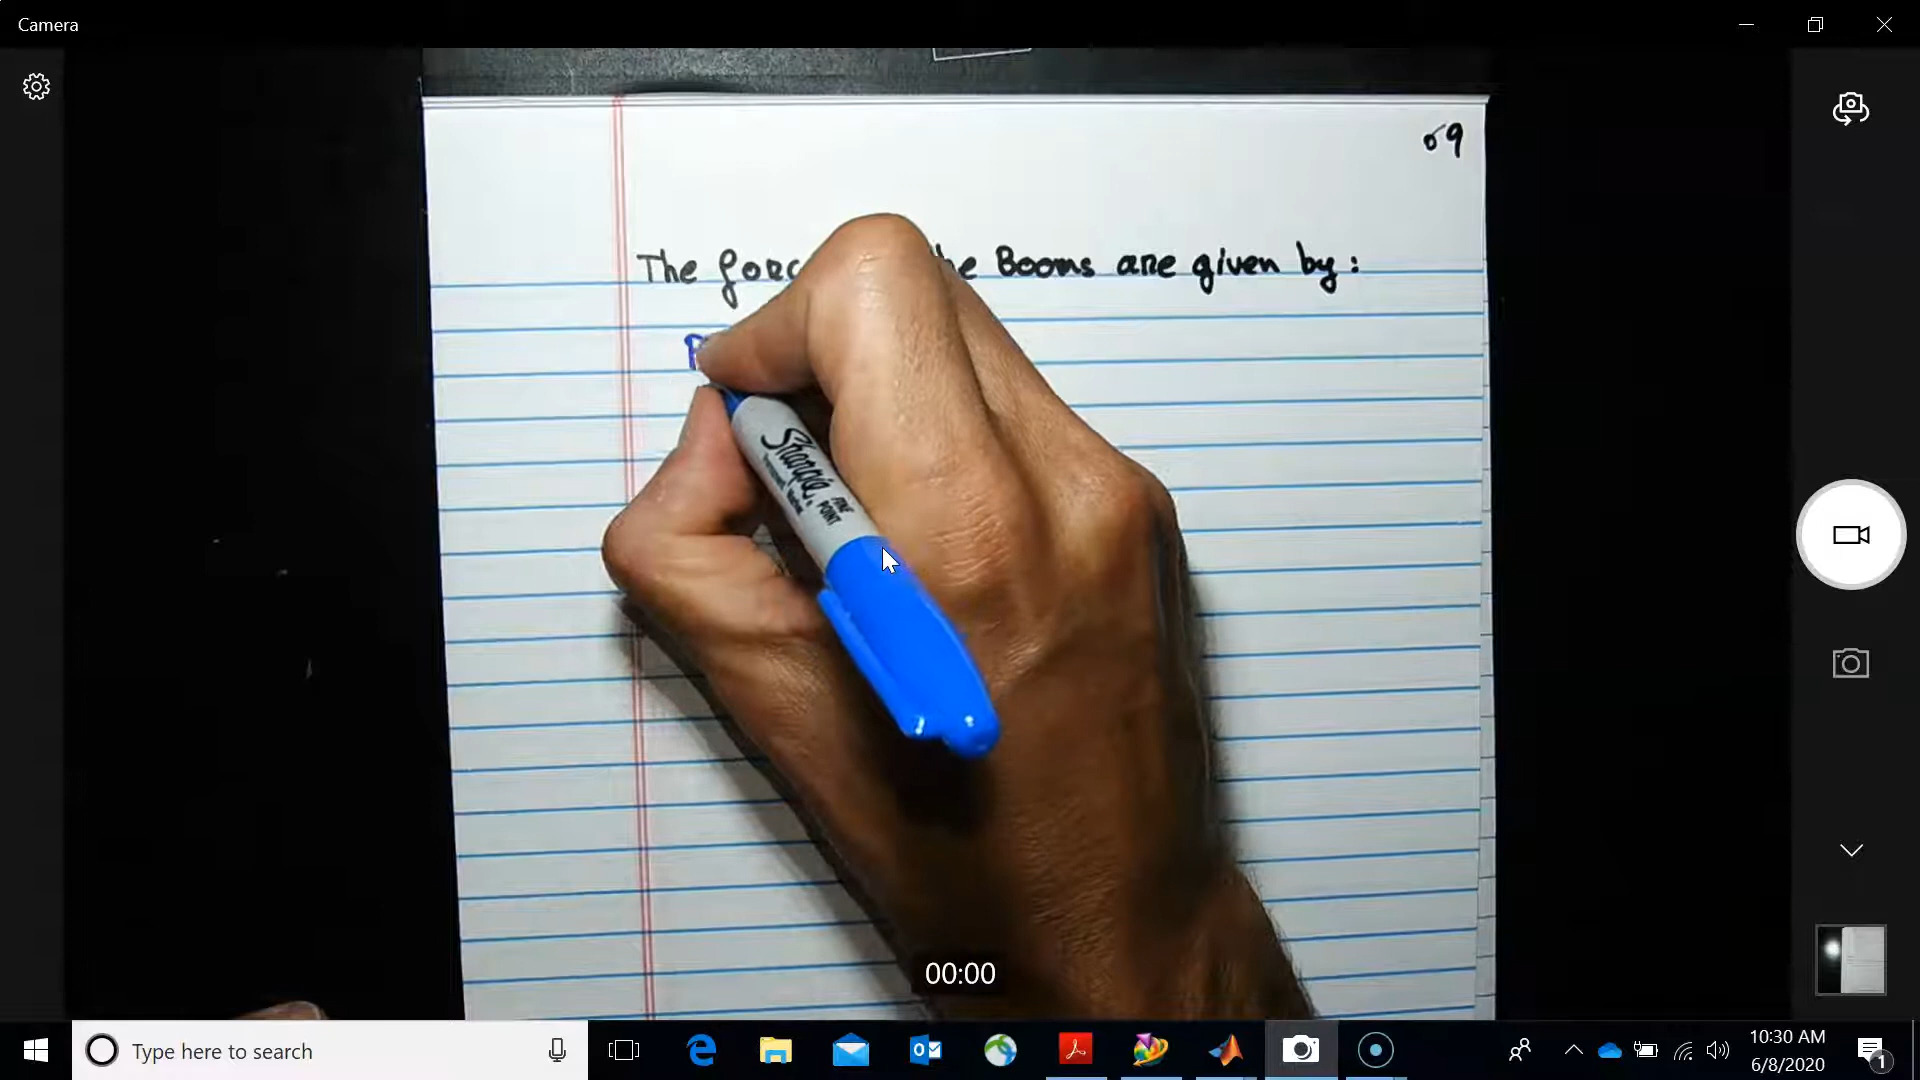 Camera
09
The Booms are given by:
Sharpie
FINE POINT
00:00
Type here to search
10:30 AM
6/8/2020
1